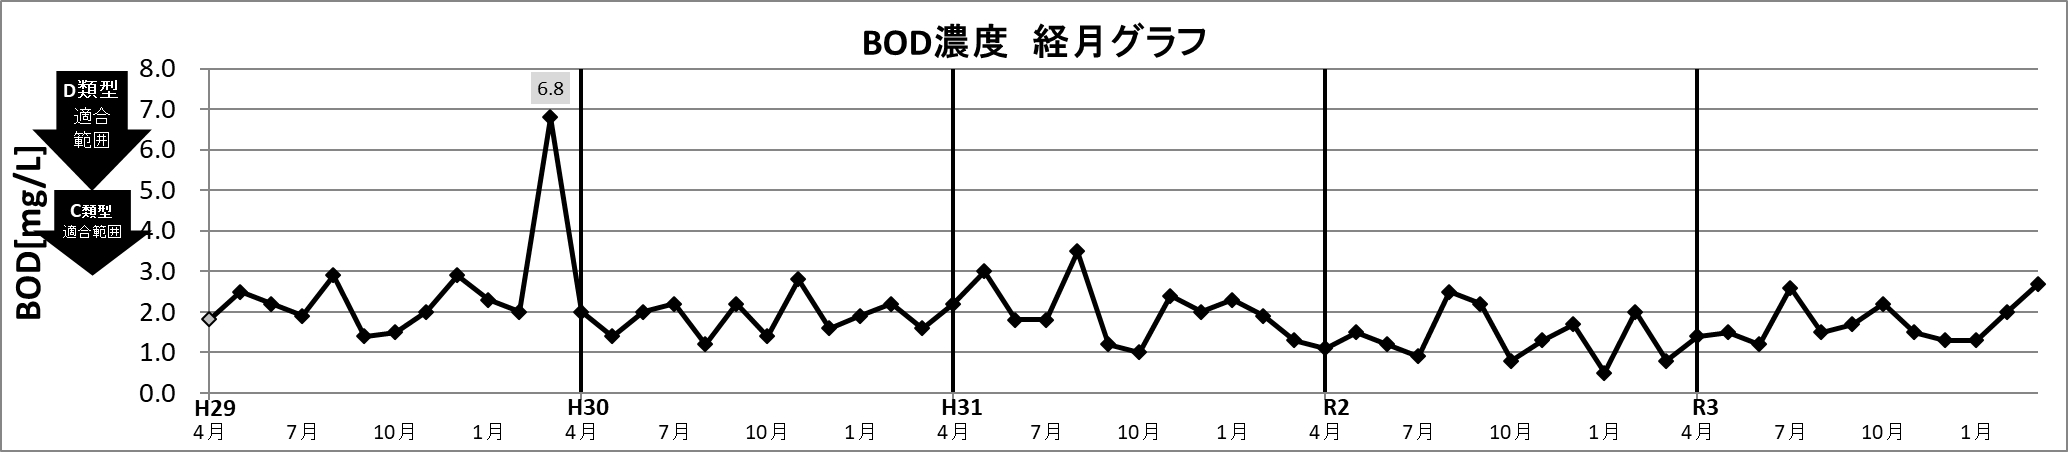 BOD濃度　経月グラフ
BOD[mg/L]
D類型
適合
範囲
C類型
適合範囲
8.0
7.0
6.0
5.0
4.0
3.0
2.0
1.0
0.0
6.8
H29 H30 H31 R2 R3
4月 7月 10月 1月 4月 7月 10月 1月 4月 7月 10月 1月 4月 7月 10月 1月 4月 7月 10月 1月